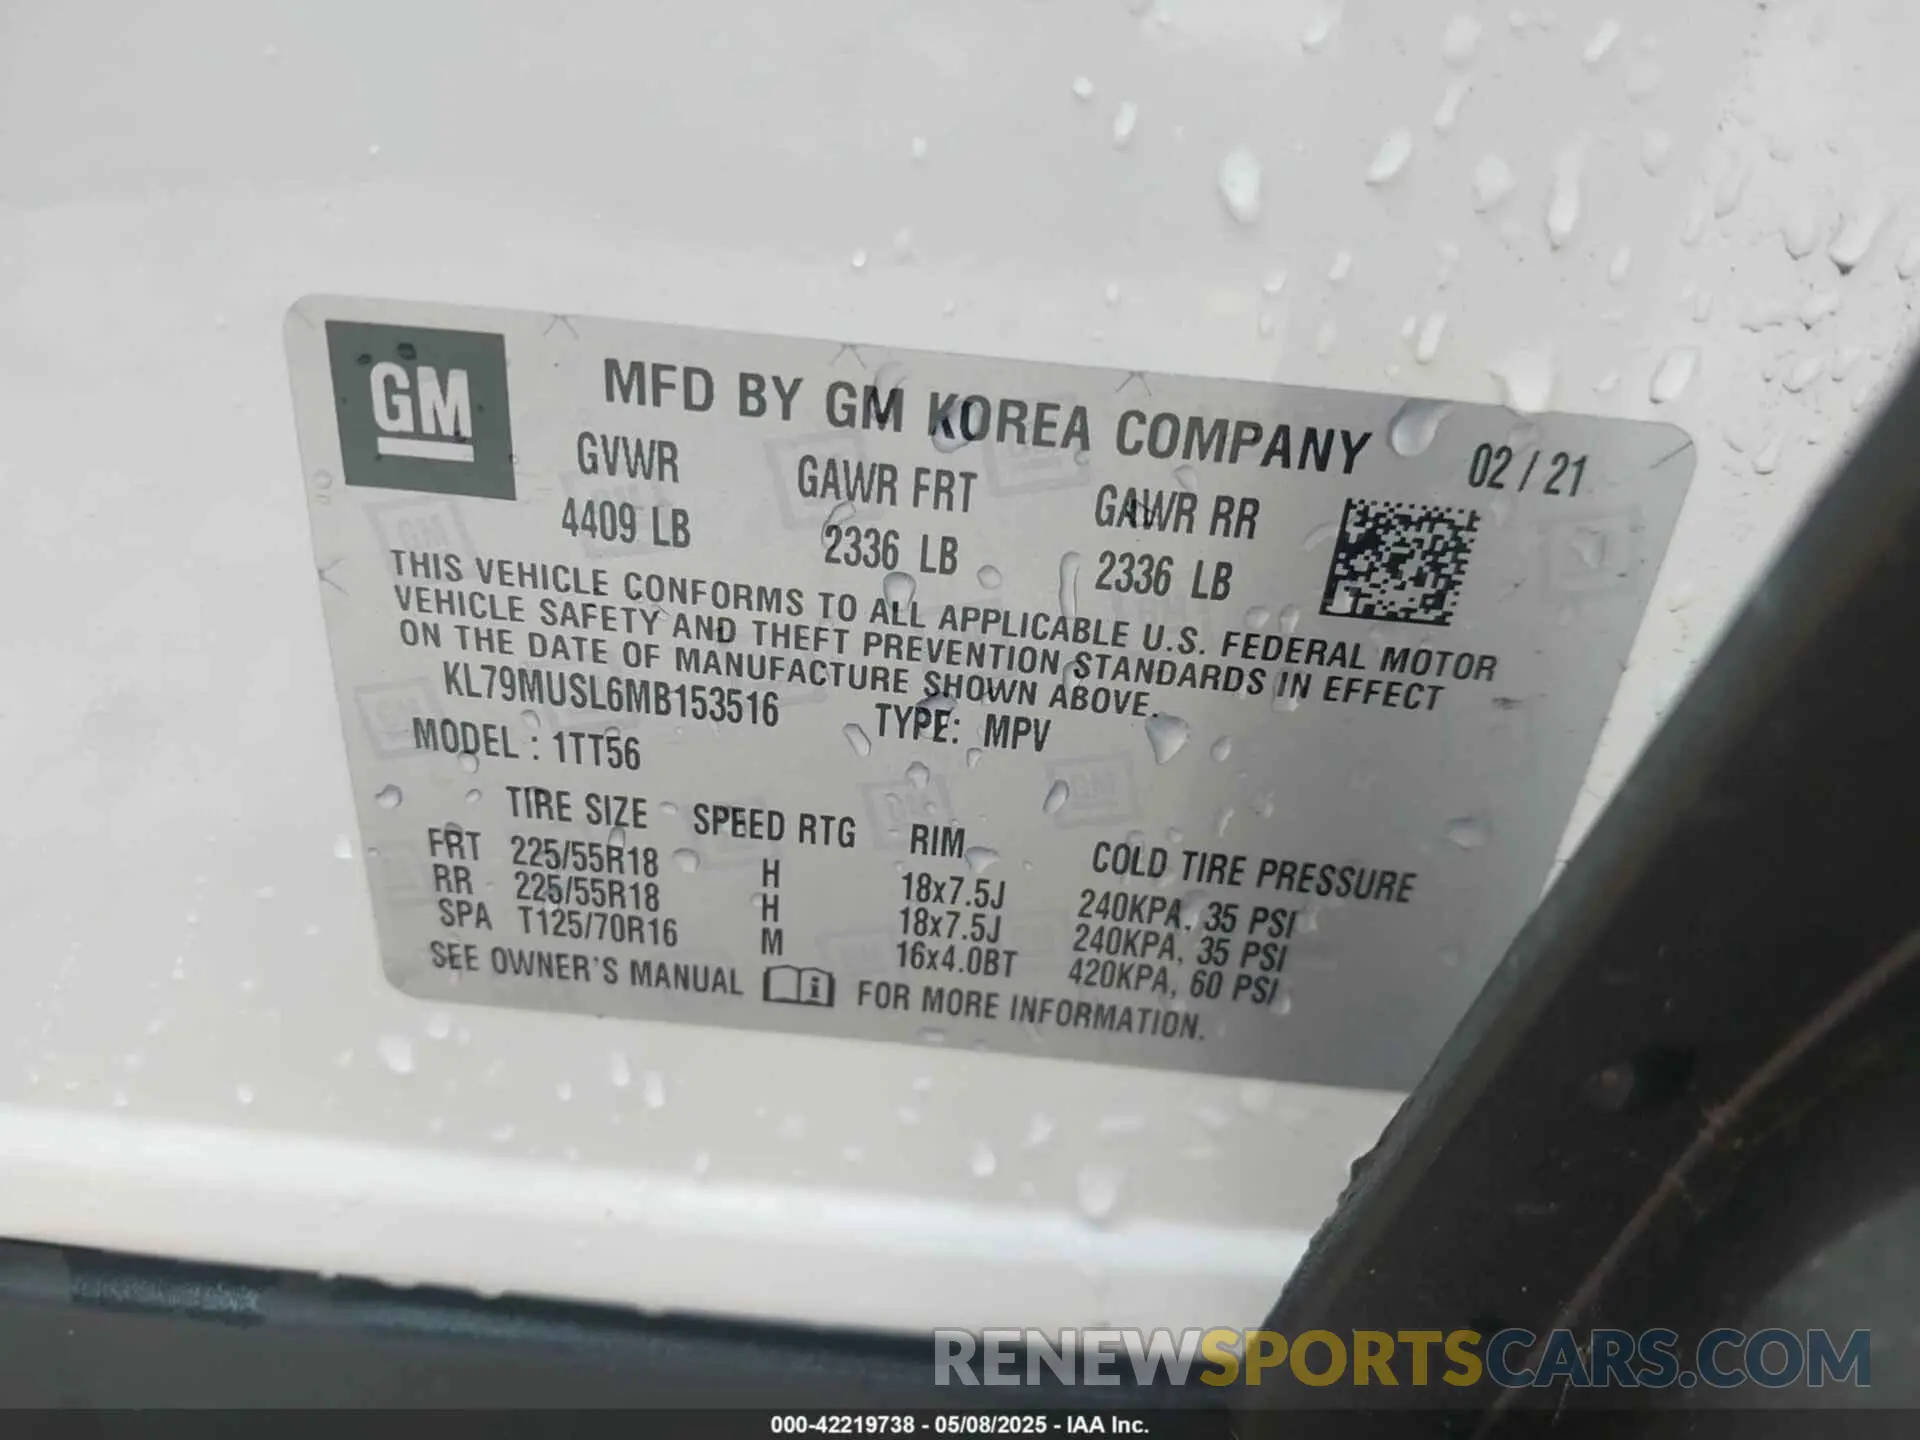 GM
MFD BY GM KOREA COMPANY 02 / 21
GVWR GAWR FRT GAWR RR
4409 LB 2336 LB 2336 LB
THIS VEHICLE CONFORMS TO ALL APPLICABLE U.S. FEDERAL MOTOR
VEHICLE SAFETY AND THEFT PREVENTION STANDARDS IN EFFECT
ON THE DATE OF MANUFACTURE SHOWN ABOVE.
KL79MUSL6MB153516 TYPE: MPV
MODEL : 1TT56
TIRE SIZE SPEED RTG RIM COLD TIRE PRESSURE
FRT 225/55R18 H 18x7.5J 240KPA, 35 PSI
RR 225/55R18 H 18x7.5J 240KPA, 35 PSI
SPA T125/70R16 M 16x4.0BT 420KPA, 60 PSI
SEE OWNER'S MANUAL i FOR MORE INFORMATION.
RENEWSPORTSCARS.COM
000-42219738 - 05/08/2025 - IAA Inc.